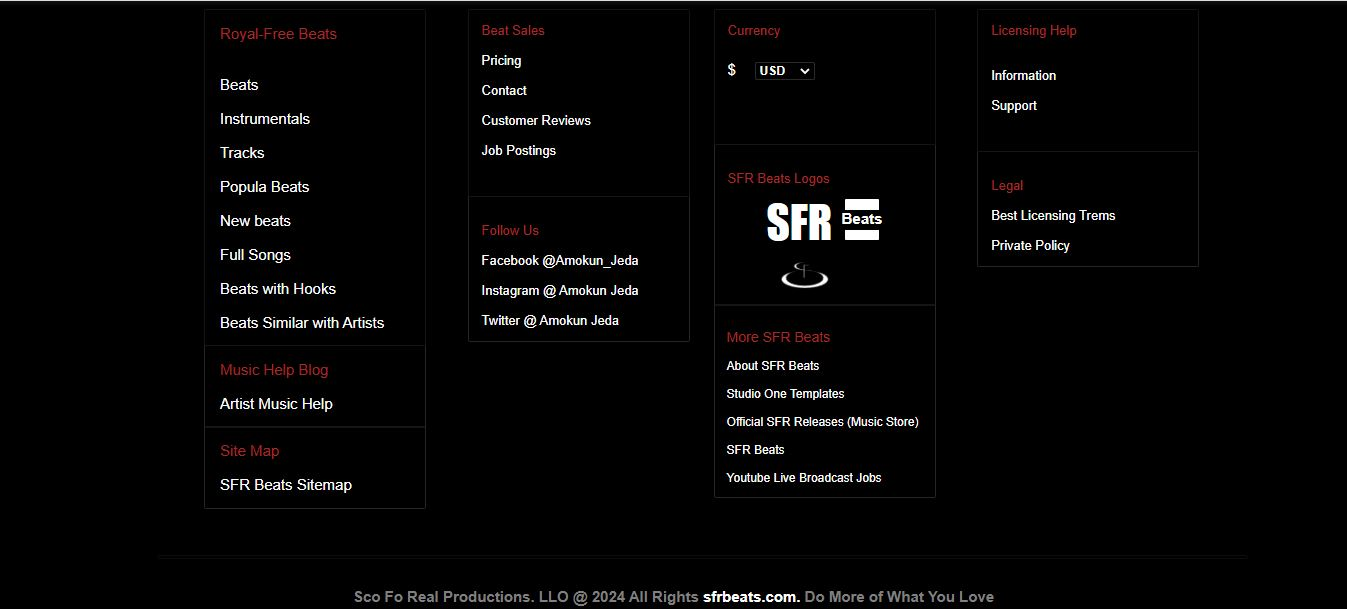 Royal-Free Beats
Beats
Instrumentals
Tracks
Popula Beats
New beats
Full Songs
Beats with Hooks
Beats Similar with Artists
Music Help Blog
Artist Music Help
Site Map
SFR Beats Sitemap
Beat Sales
Pricing
Contact
Customer Reviews
Job Postings
Follow Us
Facebook @Amokun_Jeda
Instagram @ Amokun Jeda
Twitter @ Amokun Jeda
Currency
$ USD
SFR Beats Logos
SFR Beats
More SFR Beats
About SFR Beats
Studio One Templates
Official SFR Releases (Music Store)
SFR Beats
Youtube Live Broadcast Jobs
Licensing Help
Information
Support
Legal
Best Licensing Trems
Private Policy
Sco Fo Real Productions. LLO @ 2024 All Rights sfrbeats.com. Do More of What You Love